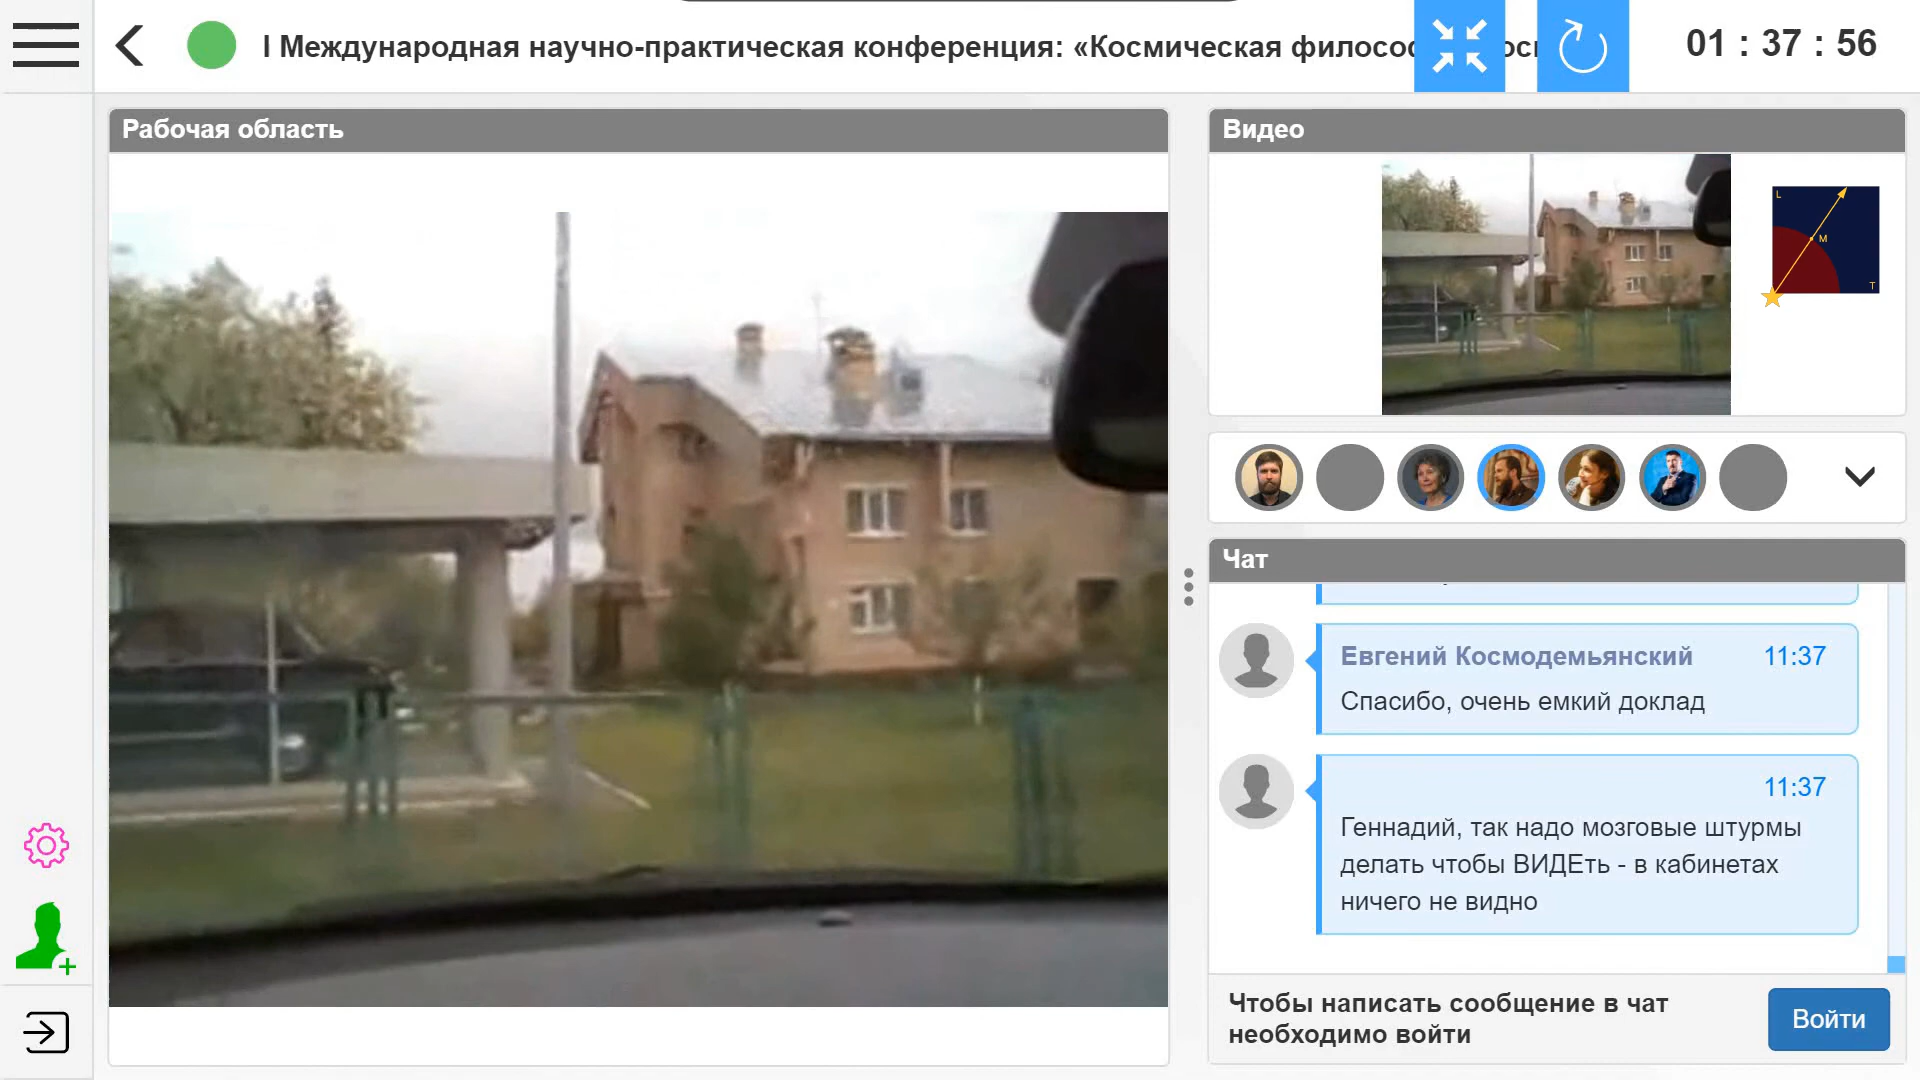 I Международная научно-практическая конференция: «Космическая
01 : 37 : 56
Рабочая область
Видео
L
M
T
Чат
Евгений Космодемьянский
11:37
Спасибо, очень емкий доклад
11:37
Геннадий, так надо мозговые штурмы
делать чтобы ВИДЕть - в кабинетах
ничего не видно
Чтобы написать сообщение в чат
необходимо войти
Войти